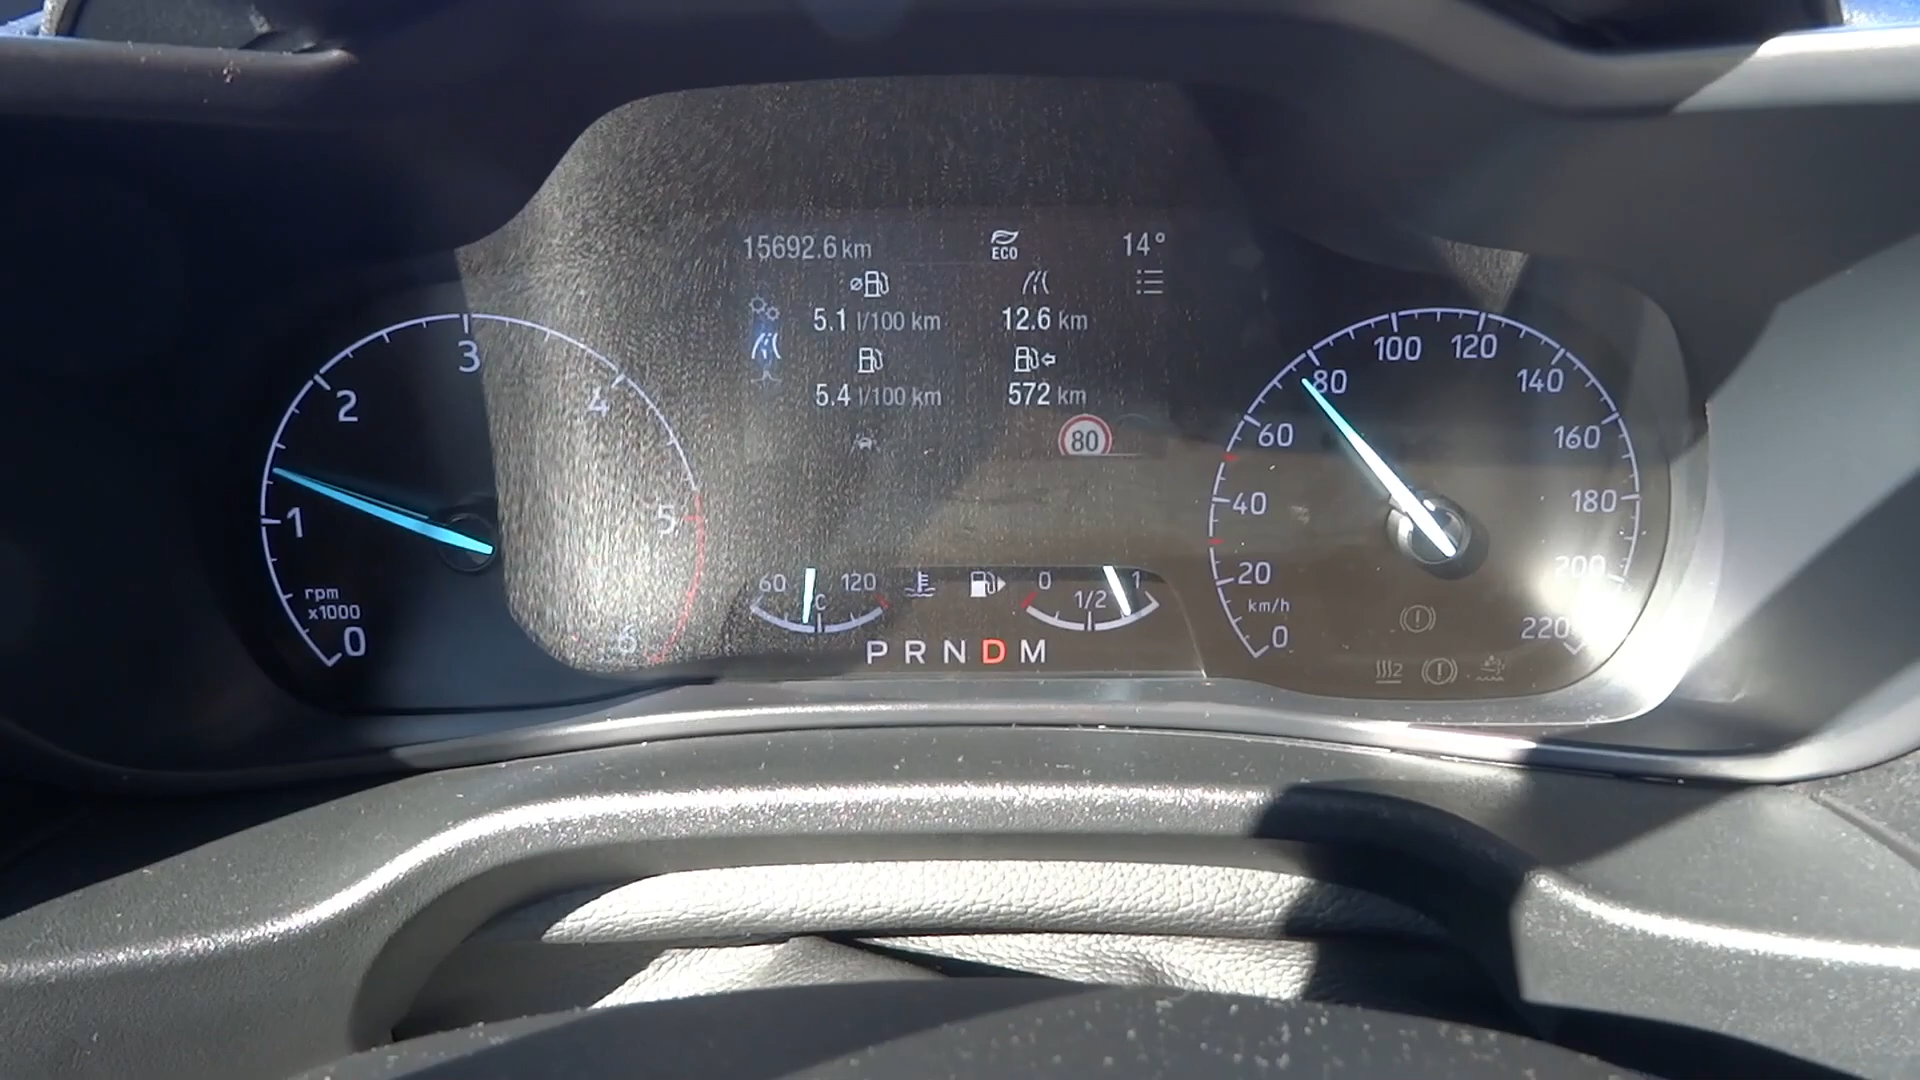 15692.6 km ECO 14°
5.1 l/100 km 12.6 km
5.4 l/100 km 572 km
80
0 1 2 3 4 5 6
rpm
x1000
60 °C 120
0 1/2 1
P R N D M
0 20 40 60 80 100 120 140 160 180 200 220
km/h
2